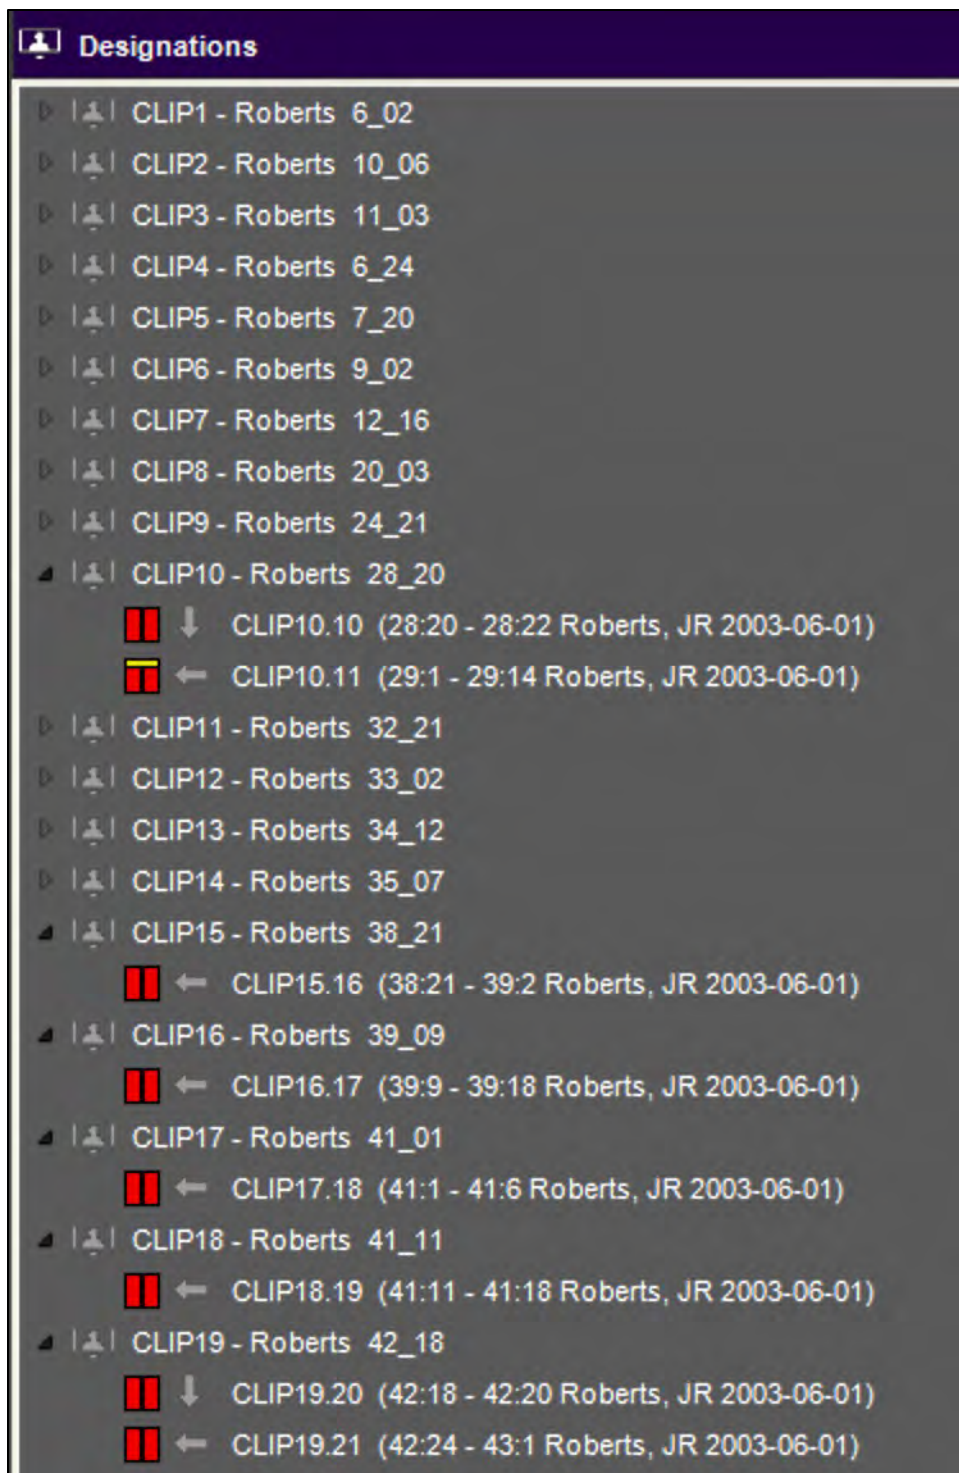 Designations
CLIP1 - Roberts 6_02
CLIP2 - Roberts 10_06
CLIP3 - Roberts 11_03
CLIP4 - Roberts 6_24
CLIP5 - Roberts 7_20
CLIP6 - Roberts 9_02
CLIP7 - Roberts 12_16
CLIP8 - Roberts 20_03
CLIP9 - Roberts 24_21
CLIP10 - Roberts 28_20
CLIP10.10 (28:20 - 28:22 Roberts, JR 2003-06-01)
CLIP10.11 (29:1 - 29:14 Roberts, JR 2003-06-01)
CLIP11 - Roberts 32_21
CLIP12 - Roberts 33_02
CLIP13 - Roberts 34_12
CLIP14 - Roberts 35_07
CLIP15 - Roberts 38_21
CLIP15.16 (38:21 - 39:2 Roberts, JR 2003-06-01)
CLIP16 - Roberts 39_09
CLIP16.17 (39:9 - 39:18 Roberts, JR 2003-06-01)
CLIP17 - Roberts 41_01
CLIP17.18 (41:1 - 41:6 Roberts, JR 2003-06-01)
CLIP18 - Roberts 41_11
CLIP18.19 (41:11 - 41:18 Roberts, JR 2003-06-01)
CLIP19 - Roberts 42_18
CLIP19.20 (42:18 - 42:20 Roberts, JR 2003-06-01)
CLIP19.21 (42:24 - 43:1 Roberts, JR 2003-06-01)